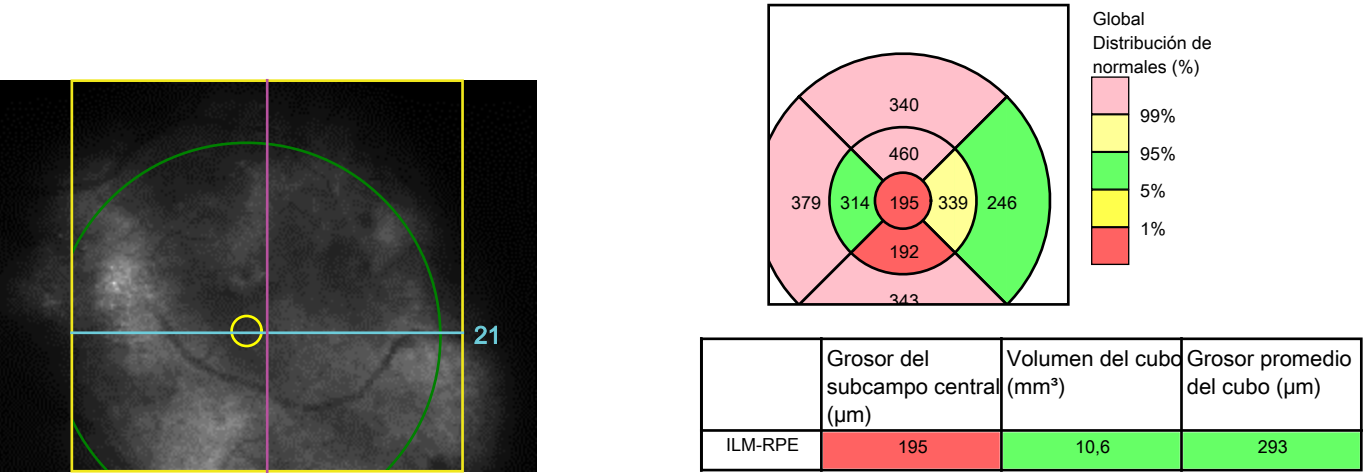 21
340
460
379
314
195
339
246
192
343
Global
Distribución de
normales (%)
99%
95%
5%
1%
Grosor del
subcampo central
(µm)
Volumen del cubo
(mm³)
Grosor promedio
del cubo (µm)
ILM-RPE
195
10,6
293